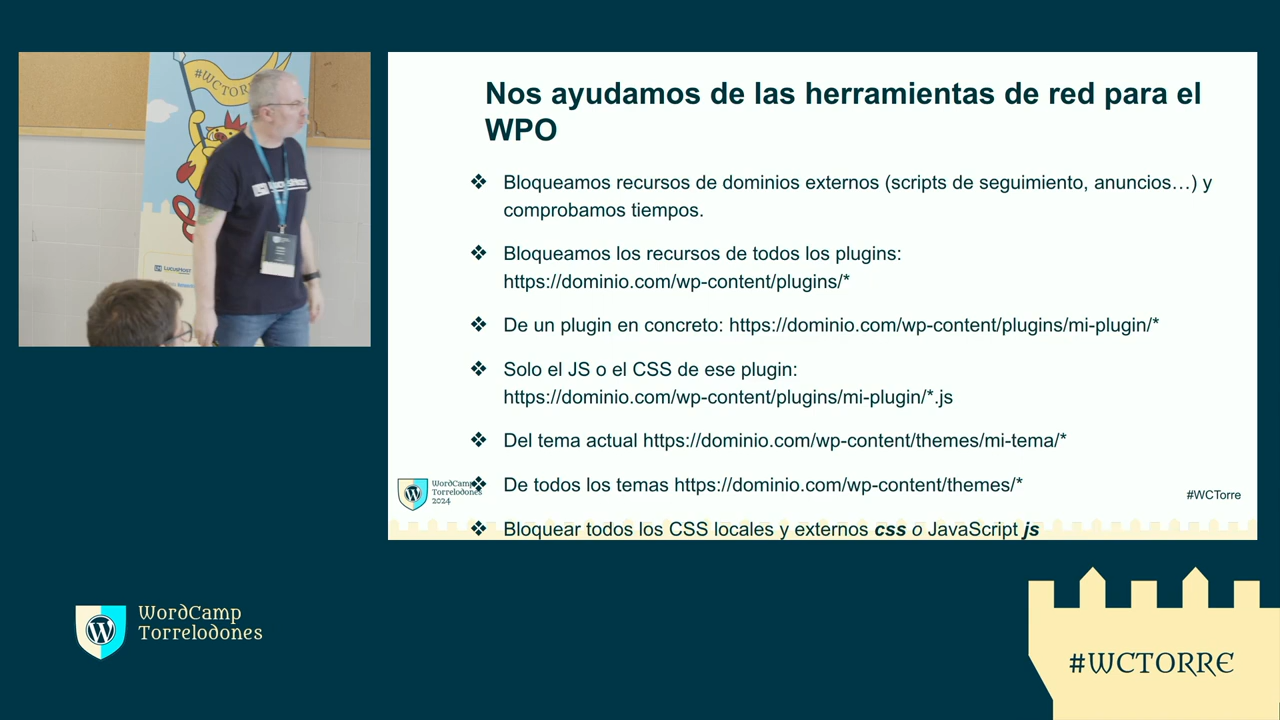 #WCTORRE
LucusHost
LucusHost
Nos ayudamos de las herramientas de red para el
WPO
❖ Bloqueamos recursos de dominios externos (scripts de seguimiento, anuncios…) y
comprobamos tiempos.
❖ Bloqueamos los recursos de todos los plugins:
https://dominio.com/wp-content/plugins/*
❖ De un plugin en concreto: https://dominio.com/wp-content/plugins/mi-plugin/*
❖ Solo el JS o el CSS de ese plugin:
https://dominio.com/wp-content/plugins/mi-plugin/*.js
❖ Del tema actual https://dominio.com/wp-content/themes/mi-tema/*
❖ De todos los temas https://dominio.com/wp-content/themes/*
❖ Bloquear todos los CSS locales y externos css o JavaScript js
WordCamp
Torrelodones
2024
#WCTorre
WordCamp
Torrelodones
#WCTORRE